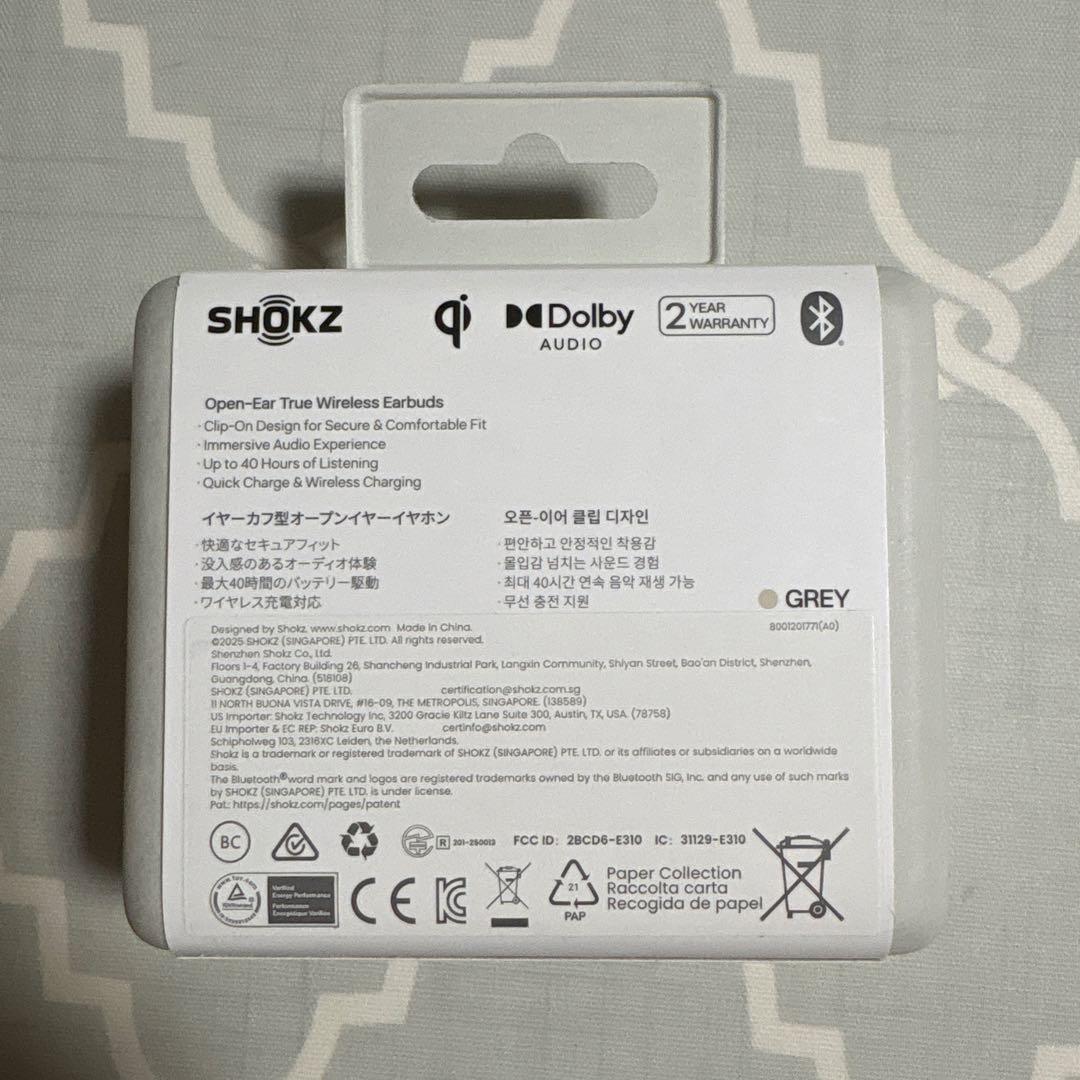 SHOKZ
qi
Dolby
AUDIO
2 YEAR WARRANTY
Open-Ear True Wireless Earbuds
· Clip-On Design for Secure & Comfortable Fit
· Immersive Audio Experience
· Up to 40 Hours of Listening
· Quick Charge & Wireless Charging
イヤーカフ型オープンイヤーイヤホン
· 快適なセキュアフィット
· 没入感のあるオーディオ体験
· 最大40時間のバッテリー駆動
· ワイヤレス充電対応
오픈-이어 클립 디자인
· 편안하고 안정적인 착용감
· 몰입감 넘치는 사운드 경험
· 최대 40시간 연속 음악 재생 가능
· 무선 충전 지원
GREY
8001201771(A0)
Designed by Shokz. www.shokz.com Made in China.
©2025 SHOKZ (SINGAPORE) PTE. LTD. All rights reserved.
Shenzhen Shokz Co., Ltd.
Floors 1-4, Factory Building 26, Shancheng Industrial Park, Langxin Community, Shiyan Street, Bao'an District, Shenzhen,
Guangdong, China. (518108)
SHOKZ (SINGAPORE) PTE. LTD. certification@shokz.com.sg
11 NORTH BUONA VISTA DRIVE, #16-09, THE METROPOLIS, SINGAPORE. (138589)
US Importer: Shokz Technology Inc, 3200 Gracie Kiltz Lane Suite 300, Austin, TX, USA. (78758)
EU Importer & EC REP: Shokz Euro B.V. certinfo@shokz.com
Schipholweg 103, 2316XC Leiden, the Netherlands.
Shokz is a trademark or registered trademark of SHOKZ (SINGAPORE) PTE. LTD. or its affiliates or subsidiaries on a worldwide
basis.
The Bluetooth® word mark and logos are registered trademarks owned by the Bluetooth SIG, Inc. and any use of such marks
by SHOKZ (SINGAPORE) PTE. LTD. is under license.
Pat.: https://shokz.com/pages/patent
BC
R 201-250013
FCC ID: 2BCD6-E310 IC: 31129-E310
www.tuv.com
Verified
Energy Performance
Performance
Énergétique Vérifiée
CE
KC
21
PAP
Paper Collection
Raccolta carta
Recogida de papel